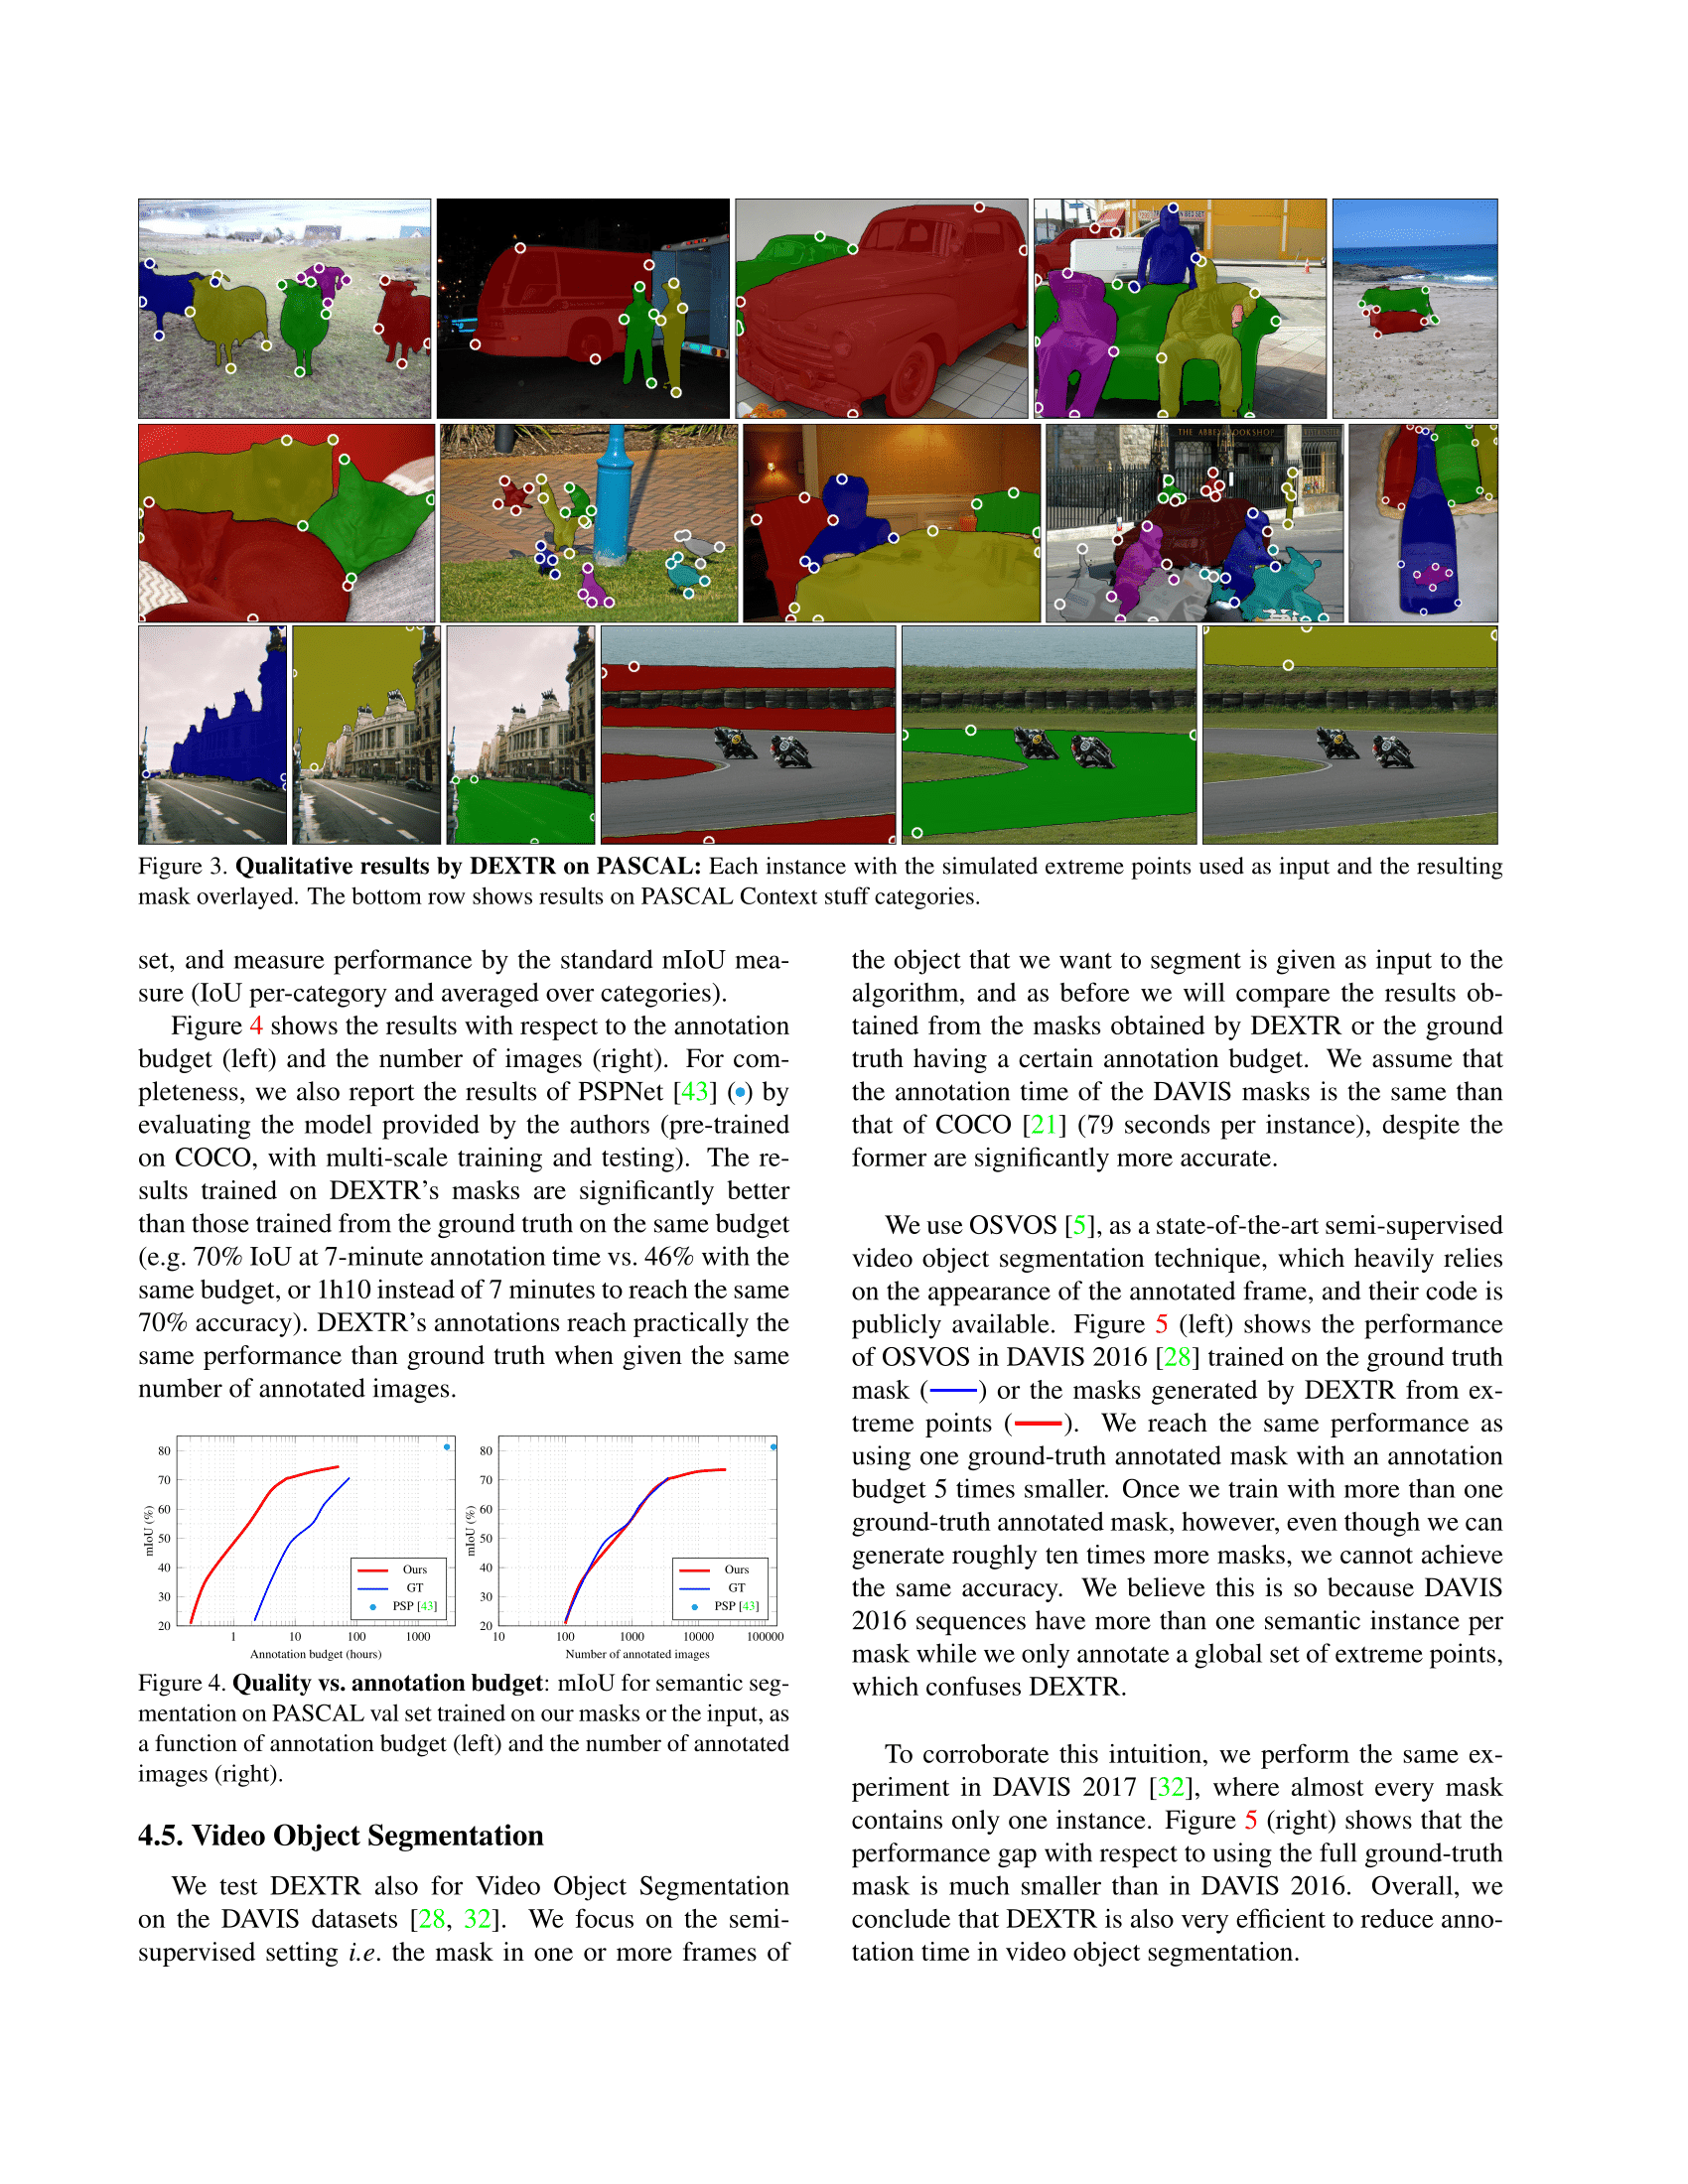 THE ABBEY BOOKSHOP
Figure 3. Qualitative results by DEXTR on PASCAL: Each instance with the simulated extreme points used as input and the resulting
mask overlayed. The bottom row shows results on PASCAL Context stuff categories.
set, and measure performance by the standard mIoU mea-
sure (IoU per-category and averaged over categories).
Figure 4 shows the results with respect to the annotation
budget (left) and the number of images (right). For com-
pleteness, we also report the results of PSPNet [43] (•) by
evaluating the model provided by the authors (pre-trained
on COCO, with multi-scale training and testing). The re-
sults trained on DEXTR's masks are significantly better
than those trained from the ground truth on the same budget
(e.g. 70% IoU at 7-minute annotation time vs. 46% with the
same budget, or 1h10 instead of 7 minutes to reach the same
70% accuracy). DEXTR's annotations reach practically the
same performance than ground truth when given the same
number of annotated images.
80
70
60
50
40
30
20
mIoU (%)
1 10 100 1000
Annotation budget (hours)
Ours
GT
PSP [43]
80
70
60
50
40
30
20
mIoU (%)
10 100 1000 10000 100000
Number of annotated images
Ours
GT
PSP [43]
Figure 4. Quality vs. annotation budget: mIoU for semantic seg-
mentation on PASCAL val set trained on our masks or the input, as
a function of annotation budget (left) and the number of annotated
images (right).
4.5. Video Object Segmentation
We test DEXTR also for Video Object Segmentation
on the DAVIS datasets [28, 32]. We focus on the semi-
supervised setting i.e. the mask in one or more frames of
the object that we want to segment is given as input to the
algorithm, and as before we will compare the results ob-
tained from the masks obtained by DEXTR or the ground
truth having a certain annotation budget. We assume that
the annotation time of the DAVIS masks is the same than
that of COCO [21] (79 seconds per instance), despite the
former are significantly more accurate.
We use OSVOS [5], as a state-of-the-art semi-supervised
video object segmentation technique, which heavily relies
on the appearance of the annotated frame, and their code is
publicly available. Figure 5 (left) shows the performance
of OSVOS in DAVIS 2016 [28] trained on the ground truth
mask (—) or the masks generated by DEXTR from ex-
treme points (—). We reach the same performance as
using one ground-truth annotated mask with an annotation
budget 5 times smaller. Once we train with more than one
ground-truth annotated mask, however, even though we can
generate roughly ten times more masks, we cannot achieve
the same accuracy. We believe this is so because DAVIS
2016 sequences have more than one semantic instance per
mask while we only annotate a global set of extreme points,
which confuses DEXTR.
To corroborate this intuition, we perform the same ex-
periment in DAVIS 2017 [32], where almost every mask
contains only one instance. Figure 5 (right) shows that the
performance gap with respect to using the full ground-truth
mask is much smaller than in DAVIS 2016. Overall, we
conclude that DEXTR is also very efficient to reduce anno-
tation time in video object segmentation.